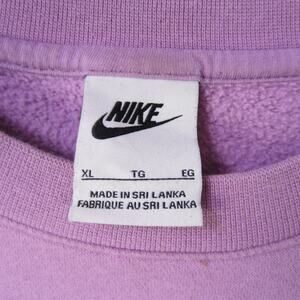 NIKE
XL TG EG
MADE IN SRI LANKA
FABRIQUE AU SRI LANKA